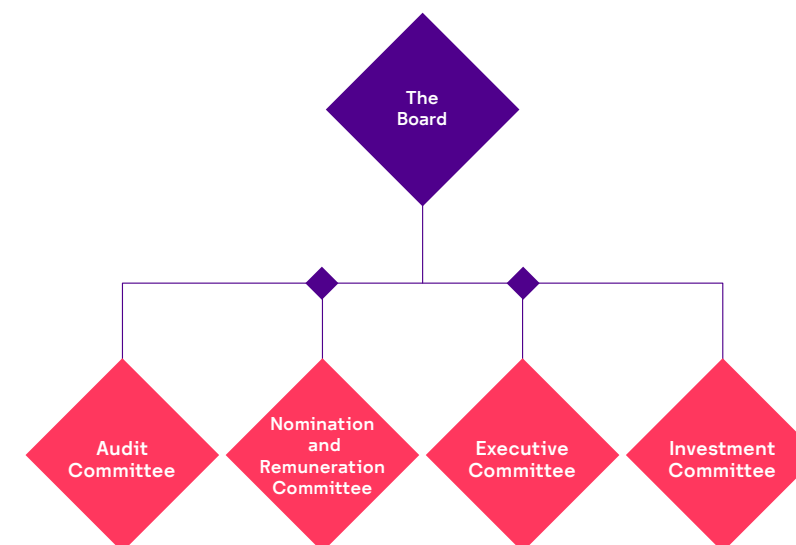 The
Board
Audit
Committee
Nomination
and
Remuneration
Committee
Executive
Committee
Investment
Committee